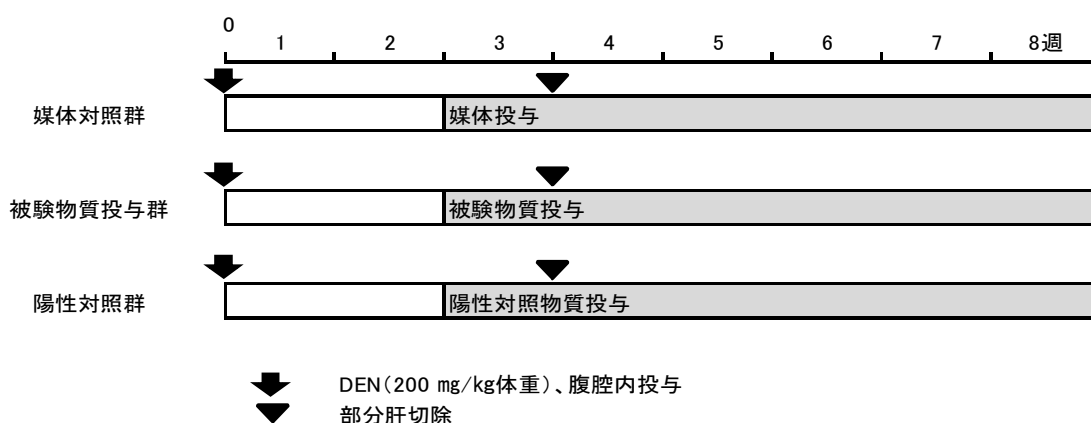 0
1 2 3 4 5 6 7 8週
媒体対照群
媒体投与
被験物質投与群
被験物質投与
陽性対照群
陽性対照物質投与
DEN(200 ㎎/㎏体重)、腹腔内投与
部分肝切除